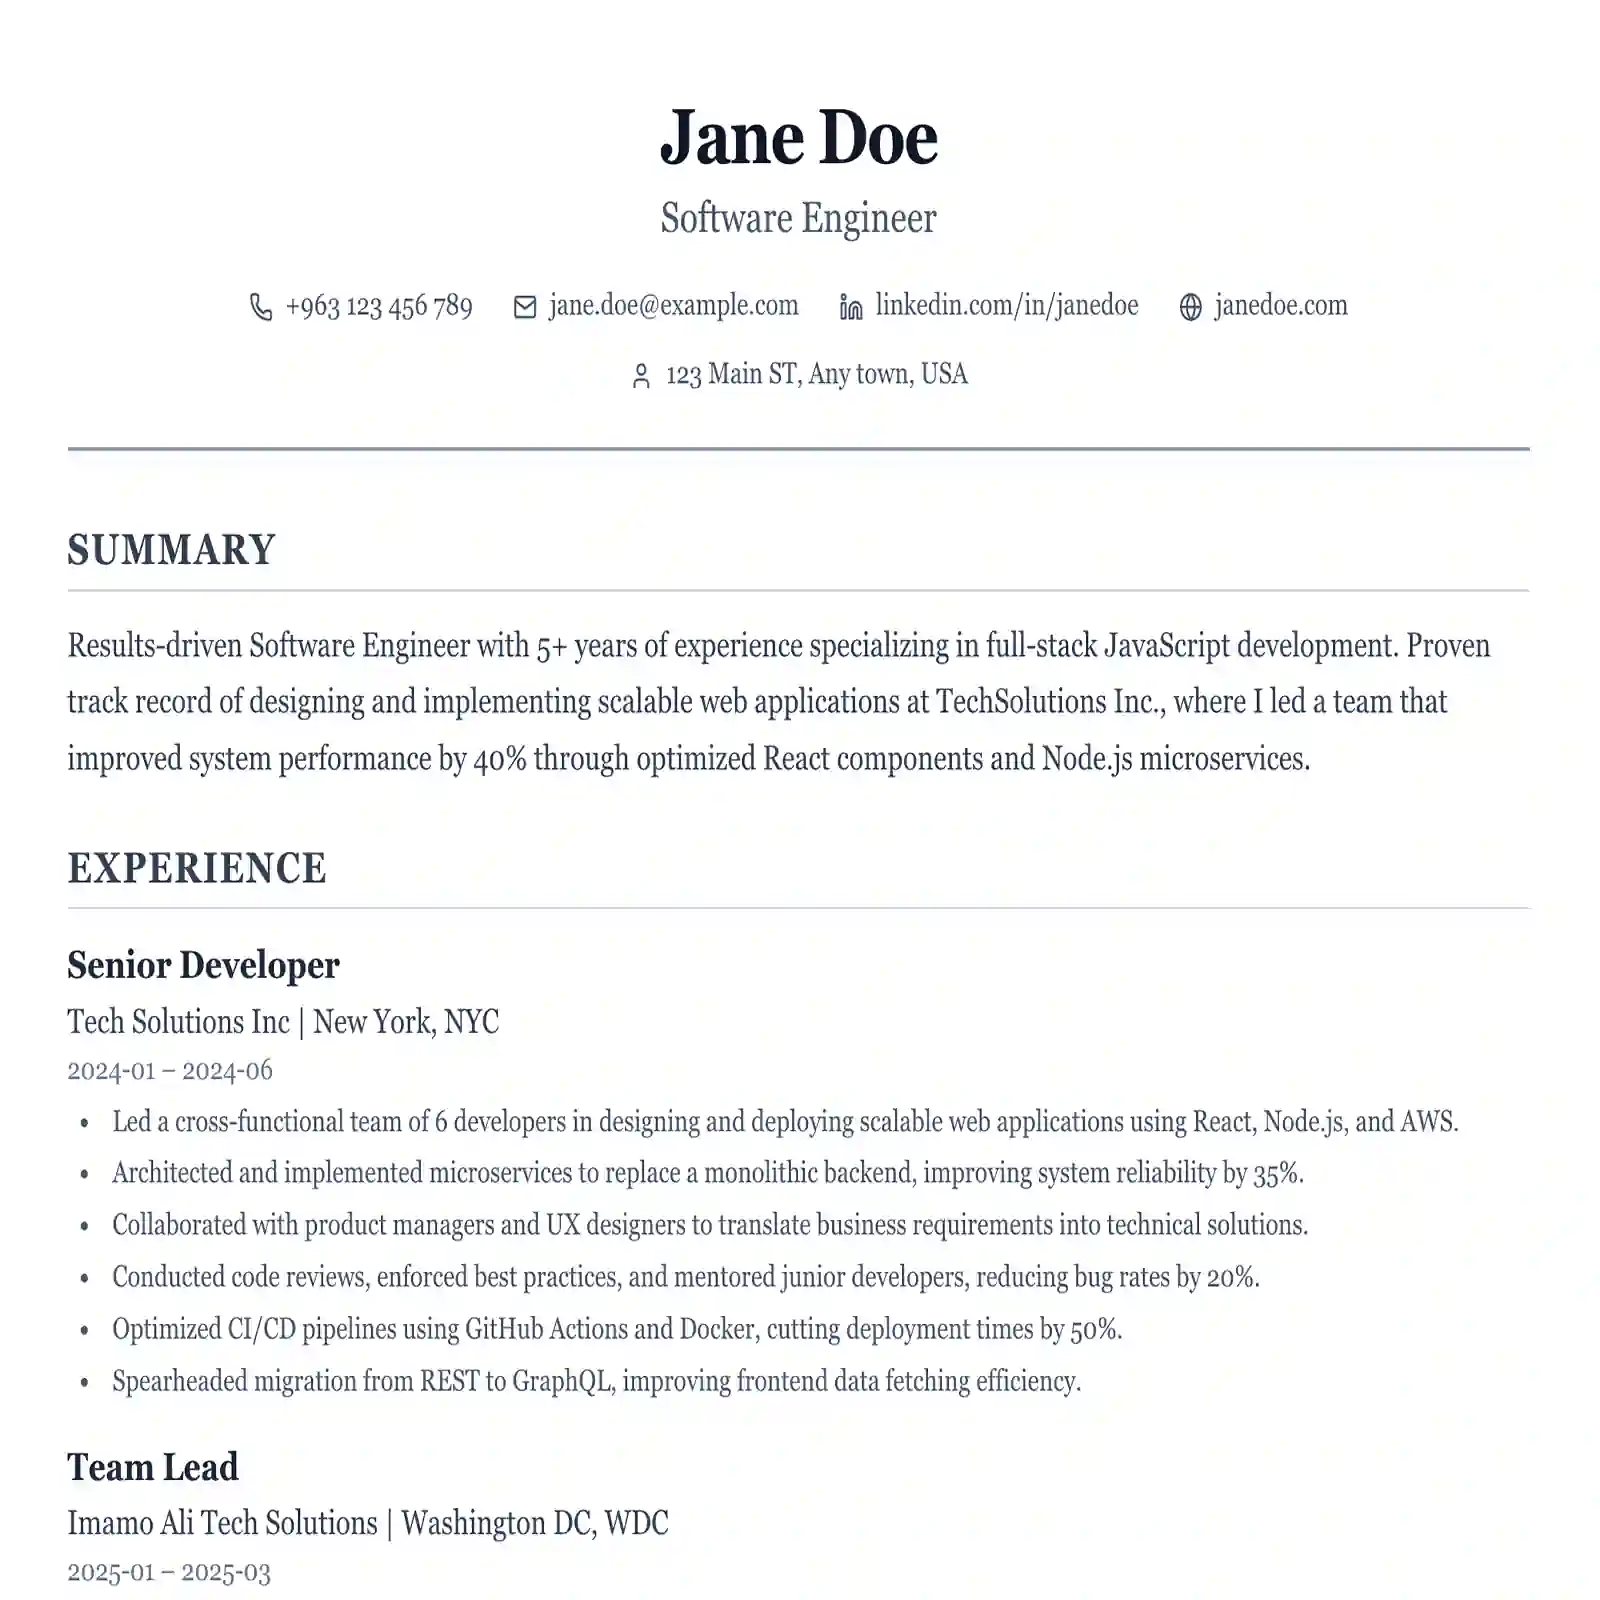 Jane Doe
Software Engineer
+963 123 456 789 jane.doe@example.com linkedin.com/in/janedoe janedoe.com
123 Main ST, Any town, USA
SUMMARY
Results-driven Software Engineer with 5+ years of experience specializing in full-stack JavaScript development. Proven
track record of designing and implementing scalable web applications at TechSolutions Inc., where I led a team that
improved system performance by 40% through optimized React components and Node.js microservices.
EXPERIENCE
Senior Developer
Tech Solutions Inc | New York, NYC
2024-01 – 2024-06
• Led a cross-functional team of 6 developers in designing and deploying scalable web applications using React, Node.js, and AWS.
• Architected and implemented microservices to replace a monolithic backend, improving system reliability by 35%.
• Collaborated with product managers and UX designers to translate business requirements into technical solutions.
• Conducted code reviews, enforced best practices, and mentored junior developers, reducing bug rates by 20%.
• Optimized CI/CD pipelines using GitHub Actions and Docker, cutting deployment times by 50%.
• Spearheaded migration from REST to GraphQL, improving frontend data fetching efficiency.
Team Lead
Imamo Ali Tech Solutions | Washington DC, WDC
2025-01 – 2025-03